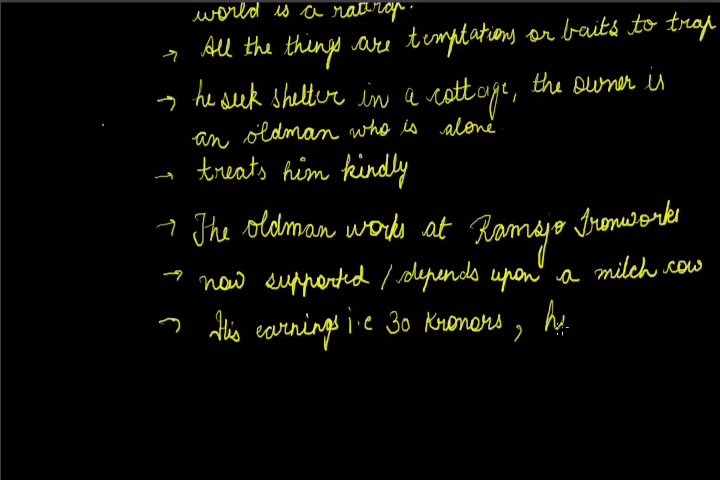 world is a rattrap.
→ All the things are temptations or baits to trap
→ he seek shelter in a cottage, the owner is
an oldman who is alone
→ treats him kindly
→ The oldman works at Ramsjo Ironworks
→ now supported / depends upon a milch cow
→ His earnings i.e 30 Kronors, he